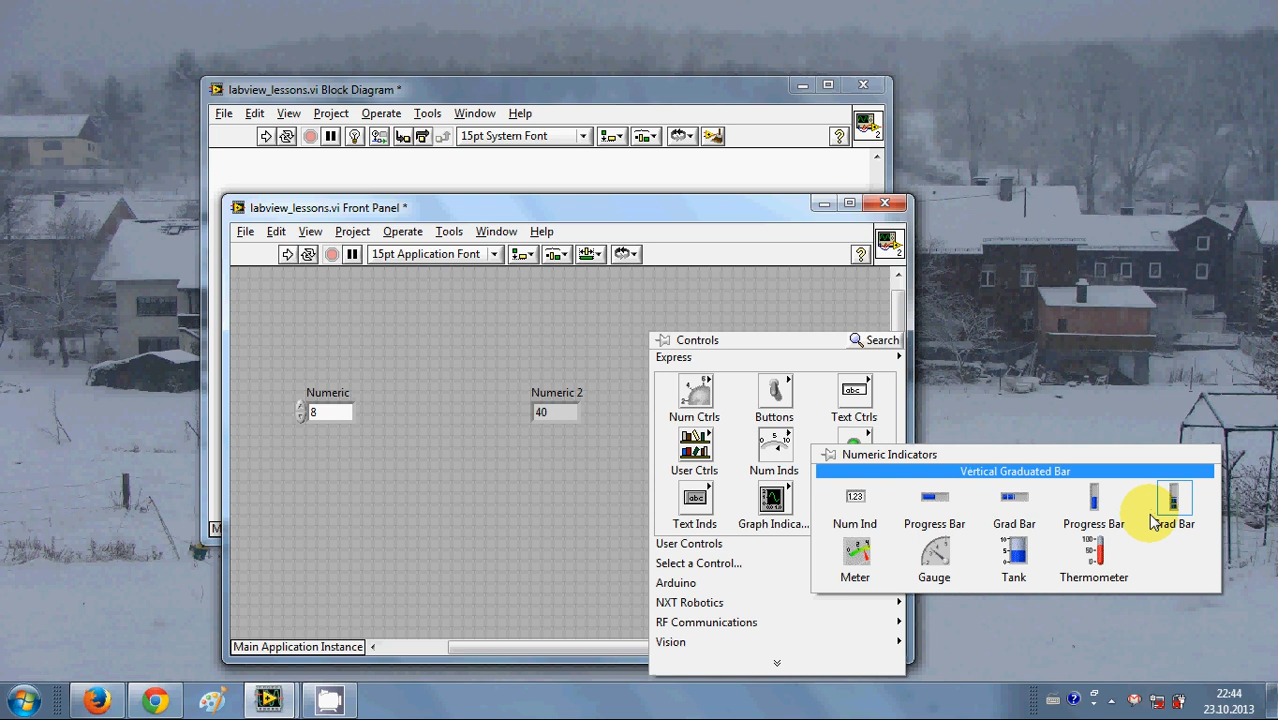 labview_lessons.vi Block Diagram *
File Edit View Project Operate Tools Window Help
15pt System Font
2
labview_lessons.vi Front Panel *
File Edit View Project Operate Tools Window Help
15pt Application Font
2
Controls Search
Express
Numeric
8
Numeric 2
40
Num Ctrls Buttons Text Ctrls
User Ctrls Num Inds
Text Inds Graph Indica...
Numeric Indicators
Vertical Graduated Bar
1.23
Num Ind Progress Bar Grad Bar Progress Bar Grad Bar
Meter Gauge Tank Thermometer
User Controls
Select a Control...
Arduino
NXT Robotics
RF Communications
Vision
Main Application Instance
22:44
23.10.2013